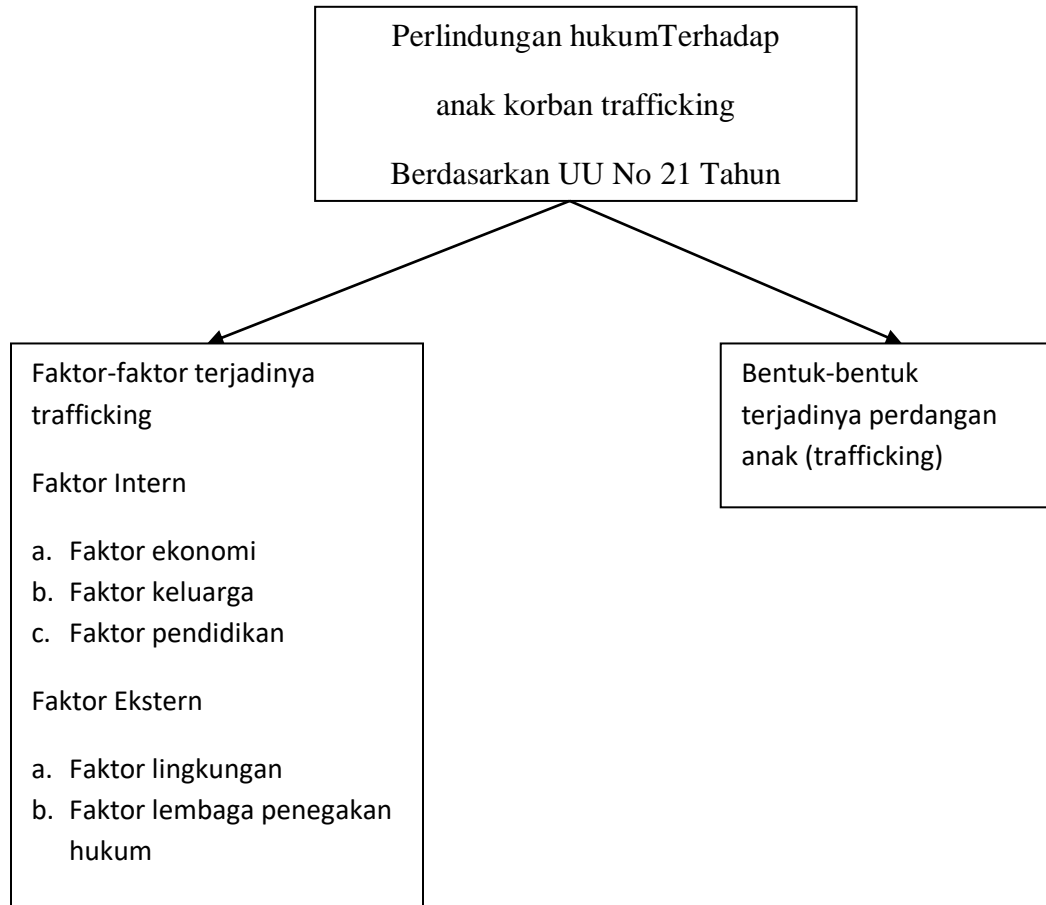 Perlindungan hukumTerhadap
anak korban trafficking
Berdasarkan UU No 21 Tahun
Faktor-faktor terjadinya
trafficking
Faktor Intern
a. Faktor ekonomi
b. Faktor keluarga
c. Faktor pendidikan
Faktor Ekstern
a. Faktor lingkungan
b. Faktor lembaga penegakan
hukum
Bentuk-bentuk
terjadinya perdangan
anak (trafficking)